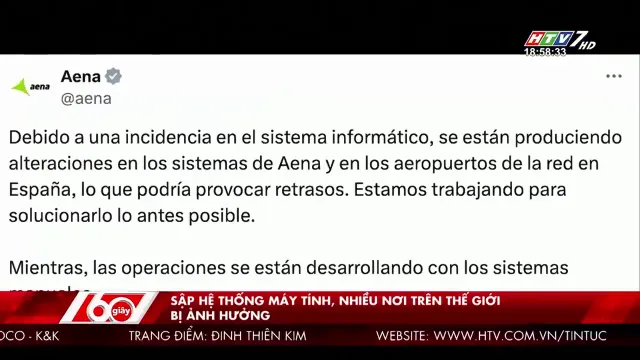 HTV7 HD
18:58:33
aena
Aena
@aena
Debido a una incidencia en el sistema informático, se están produciendo
alteraciones en los sistemas de Aena y en los aeropuertos de la red en
España, lo que podría provocar retrasos. Estamos trabajando para
solucionarlo lo antes posible.
Mientras, las operaciones se están desarrollando con los sistemas
manuales
60 giây
SẬP HỆ THỐNG MÁY TÍNH, NHIỀU NƠI TRÊN THẾ GIỚI
BỊ ẢNH HƯỞNG
OCO - K&K TRANG ĐIỂM: ĐINH THIÊN KIM WEBSITE: WWW.HTV.COM.VN/TINTUC